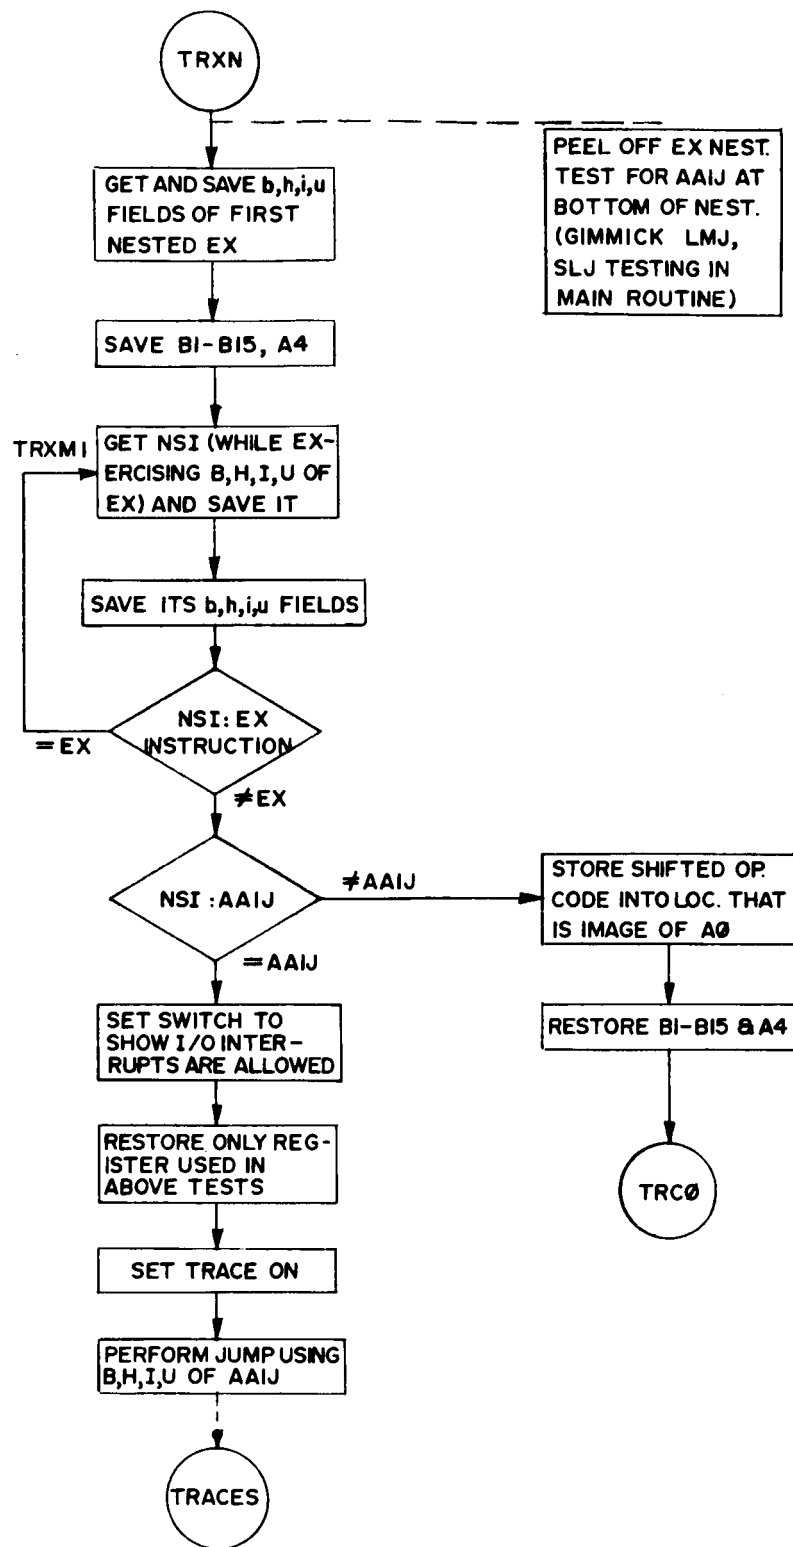 TRXN
PEEL OFF EX NEST.
TEST FOR AAIJ AT
BOTTOM OF NEST.
(GIMMICK LMJ,
SLJ TESTING IN
MAIN ROUTINE)
GET AND SAVE b,h,i,u
FIELDS OF FIRST
NESTED EX
SAVE B1-B15, A4
TRXM1
GET NSI (WHILE EX-
ERCISING B,H,I,U OF
EX) AND SAVE IT
SAVE ITS b,h,i,u FIELDS
NSI: EX
INSTRUCTION
=EX
≠EX
NSI :AAIJ
≠AAIJ
=AAIJ
STORE SHIFTED OP.
CODE INTO LOC. THAT
IS IMAGE OF AØ
RESTORE B1-B15 & A4
TRCØ
SET SWITCH TO
SHOW I/O INTER-
RUPTS ARE ALLOWED
RESTORE ONLY REG-
ISTER USED IN
ABOVE TESTS
SET TRACE ON
PERFORM JUMP USING
B,H,I,U OF AAIJ
TRACES